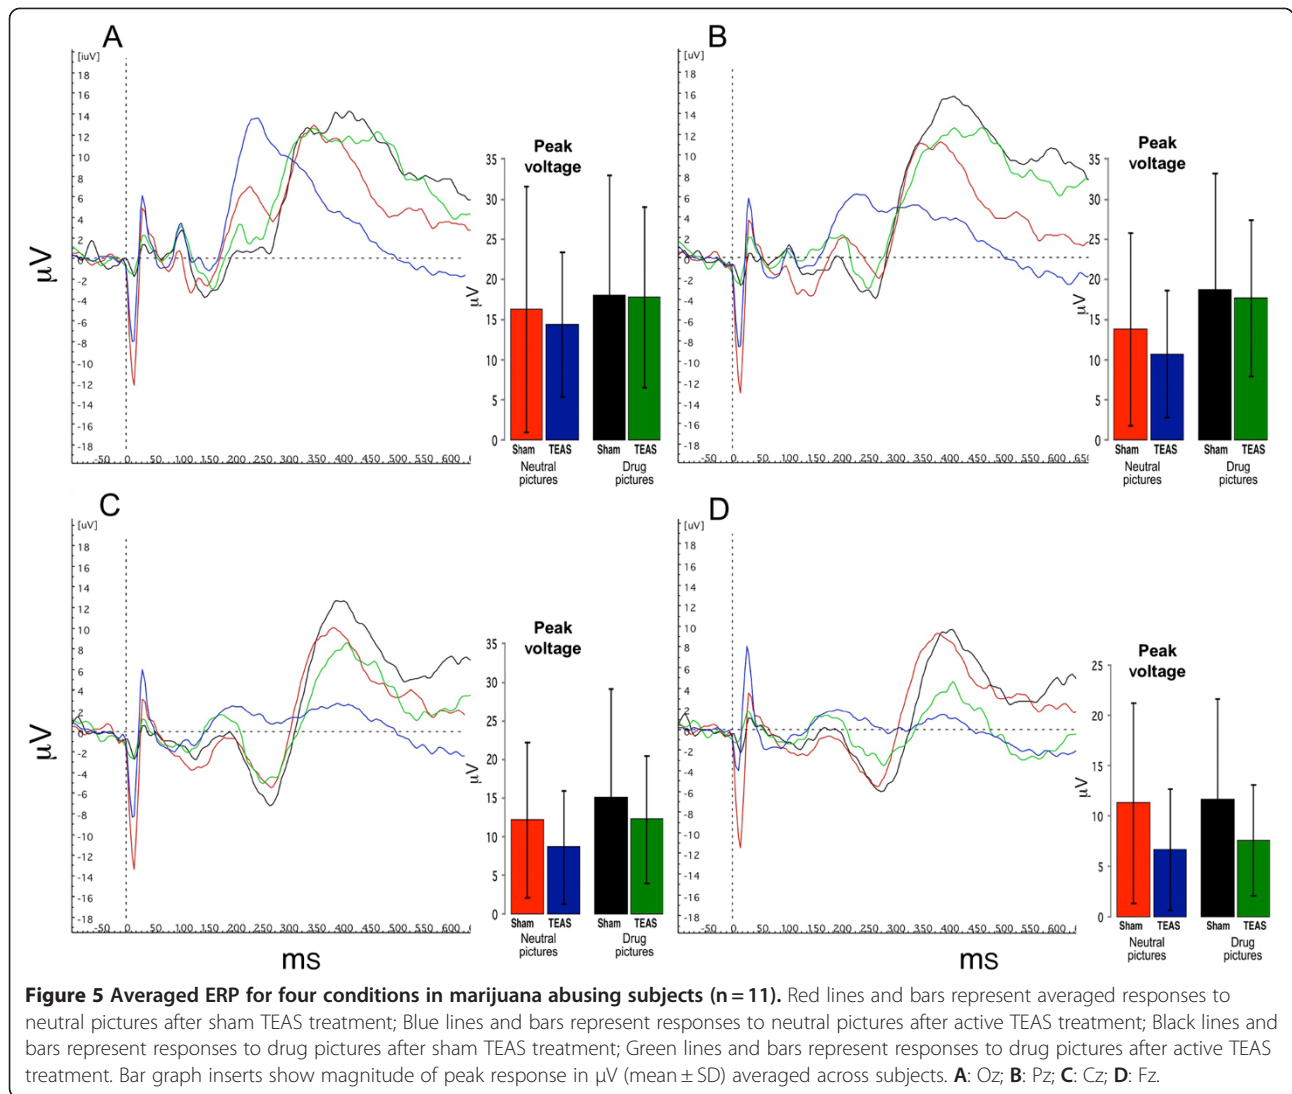 A
[iuV]
18
16
14
12
10
8
6
4
2
0
-2
-4
-6
-8
-10
-12
-14
-16
-18
-50 0 50 100 150 200 250 300 350 400 450 500 550 600
µV
Peak
voltage
35
30
25
20
15
10
5
0
µV
Sham TEAS Sham TEAS
Neutral pictures
Drug pictures
B
[uV]
18
16
14
12
10
8
6
4
2
0
-2
-4
-6
-8
-10
-12
-14
-16
-18
-50 0 50 100 150 200 250 300 350 400 450 500 550 600 650
Peak
voltage
35
30
25
20
15
10
5
0
µV
Sham TEAS Sham TEAS
Neutral pictures
Drug pictures
C
[uV]
18
16
14
12
10
8
6
4
2
0
-2
-4
-6
-8
-10
-12
-14
-16
-18
-50 0 50 100 150 200 250 300 350 400 450 500 550 600
µV
ms
Peak
voltage
35
30
25
20
15
10
5
0
µV
Sham TEAS Sham TEAS
Neutral pictures
Drug pictures
D
[uV]
18
16
14
12
10
8
6
4
2
0
-2
-4
-6
-8
-10
-12
-14
-16
-18
-50 0 50 100 150 200 250 300 350 400 450 500 550 600
ms
Peak
voltage
25
20
15
10
5
0
µV
Sham TEAS Sham TEAS
Neutral pictures
Drug pictures
Figure 5 Averaged ERP for four conditions in marijuana abusing subjects (n = 11). Red lines and bars represent averaged responses to
neutral pictures after sham TEAS treatment; Blue lines and bars represent responses to neutral pictures after active TEAS treatment; Black lines and
bars represent responses to drug pictures after sham TEAS treatment; Green lines and bars represent responses to drug pictures after active TEAS
treatment. Bar graph inserts show magnitude of peak response in µV (mean ± SD) averaged across subjects. A: Oz; B: Pz; C: Cz; D: Fz.